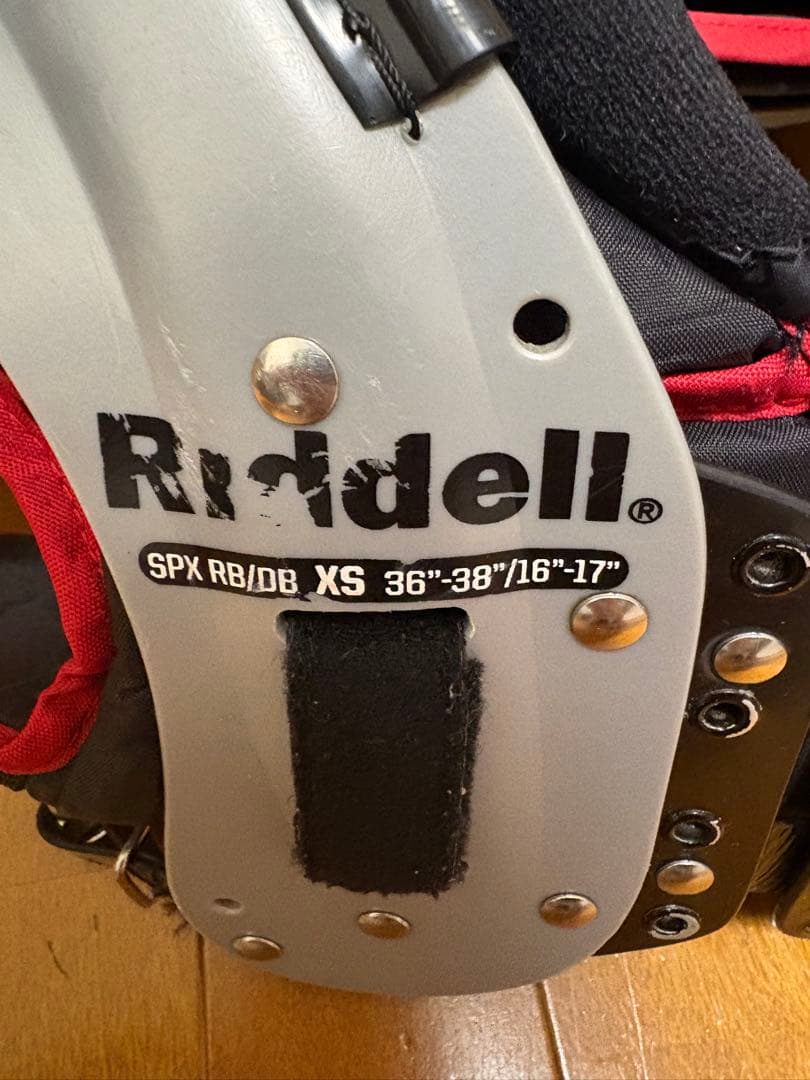 Riddell®
SPX RB/DB XS 36”-38”/16”-17”